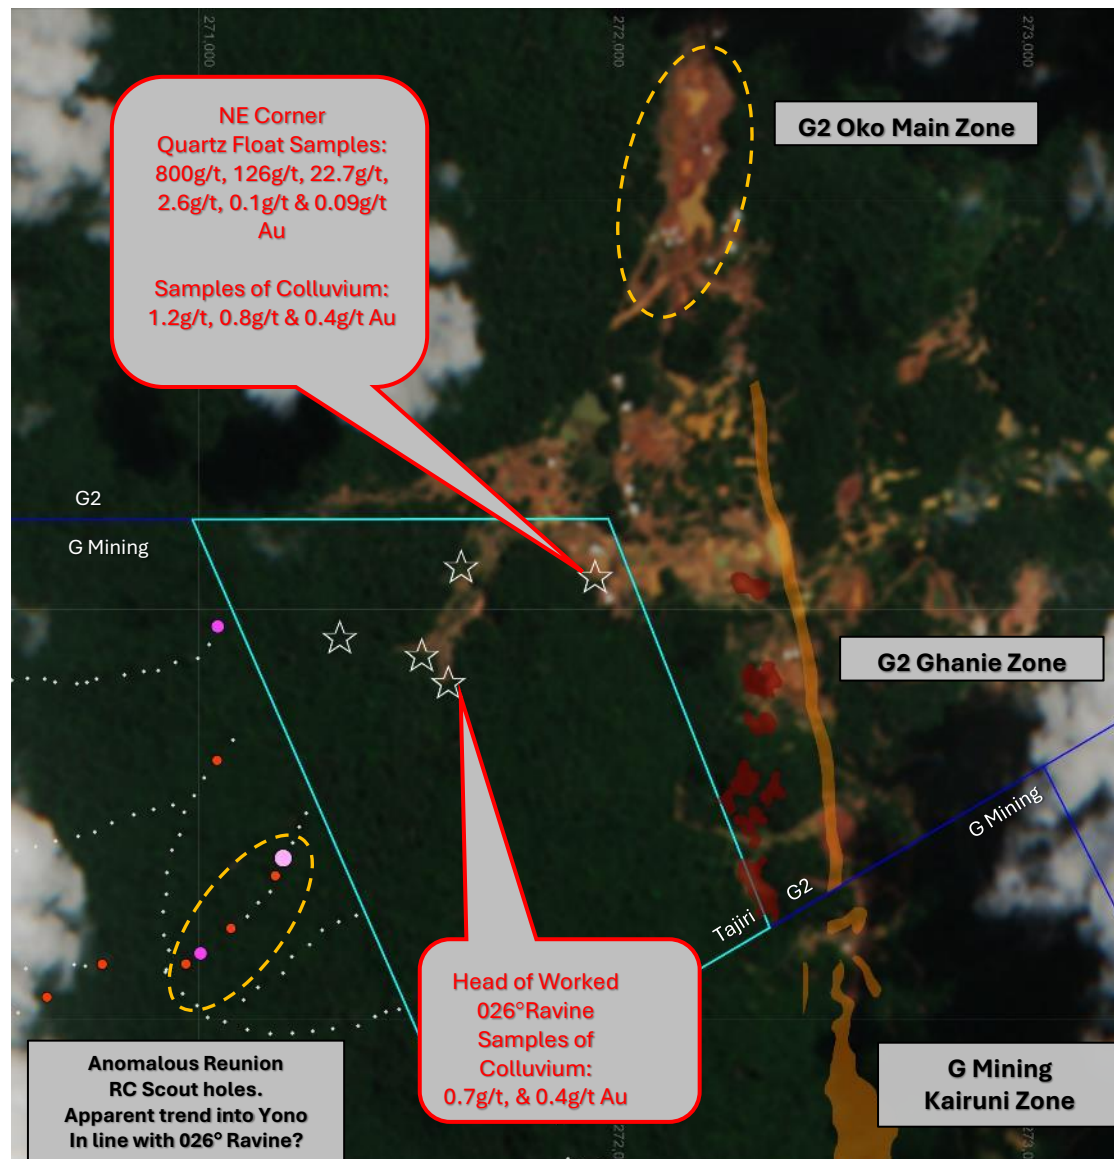 271,000
272,000
273,000
NE Corner
Quartz Float Samples:
800g/t, 126g/t, 22.7g/t,
2.6g/t, 0.1g/t & 0.09g/t
Au
Samples of Colluvium:
1.2g/t, 0.8g/t & 0.4g/t Au
G2 Oko Main Zone
G2
G Mining
G2 Ghanie Zone
G Mining
G2
Tajiri
Head of Worked
026°Ravine
Samples of
Colluvium:
0.7g/t, & 0.4g/t Au
Anomalous Reunion
RC Scout holes.
Apparent trend into Yono
In line with 026° Ravine?
G Mining
Kairuni Zone